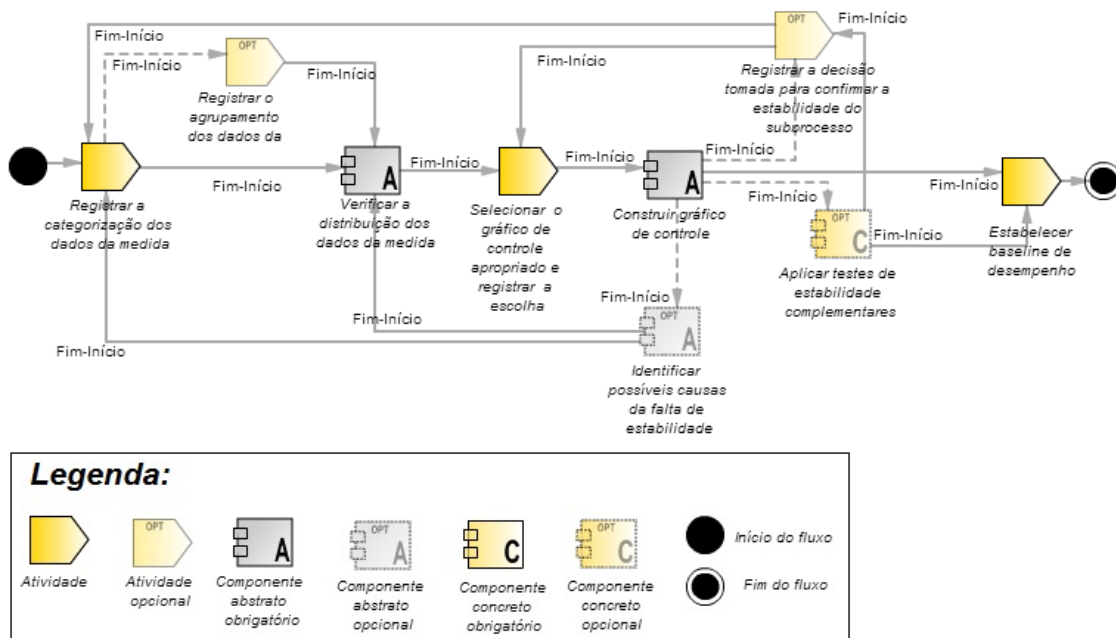 OPT
Fim-Início
Fim-Início
OPT
Fim-Início
Fim-Início
Fim-Início
Registrar o
agrupamento
dos dados da
Registrar a decisão
tomada para confirmar a
estabilidade do
subprocesso
Fim-Início
Fim-Início
Fim-Início
Fim-Início
A
A
Fim-Início
Fim-Início
Fim-Início
Registrar a
categorização dos
dados da medida
Verificar a
distribuição dos
dados da medida
Selecionar o
gráfico de
controle
apropriado e
registrar a
escolha
Construir gráfico
de controle
OPT
C
Fim-Início
Estabelecer
baseline
de desempenho
Aplicar testes de
estabilidade
complementares
Fim-Início
OPT
A
Fim-Início
Fim-Início
Identificar
possíveis causas
da falta de
estabilidade
Legenda:
Atividade
OPT
Atividade
opcional
A
Componente
abstrato
obrigatório
OPT
A
Componente
abstrato
opcional
C
Componente
concreto
obrigatório
OPT
C
Componente
concreto
opcional
Início do fluxo
Fim do fluxo